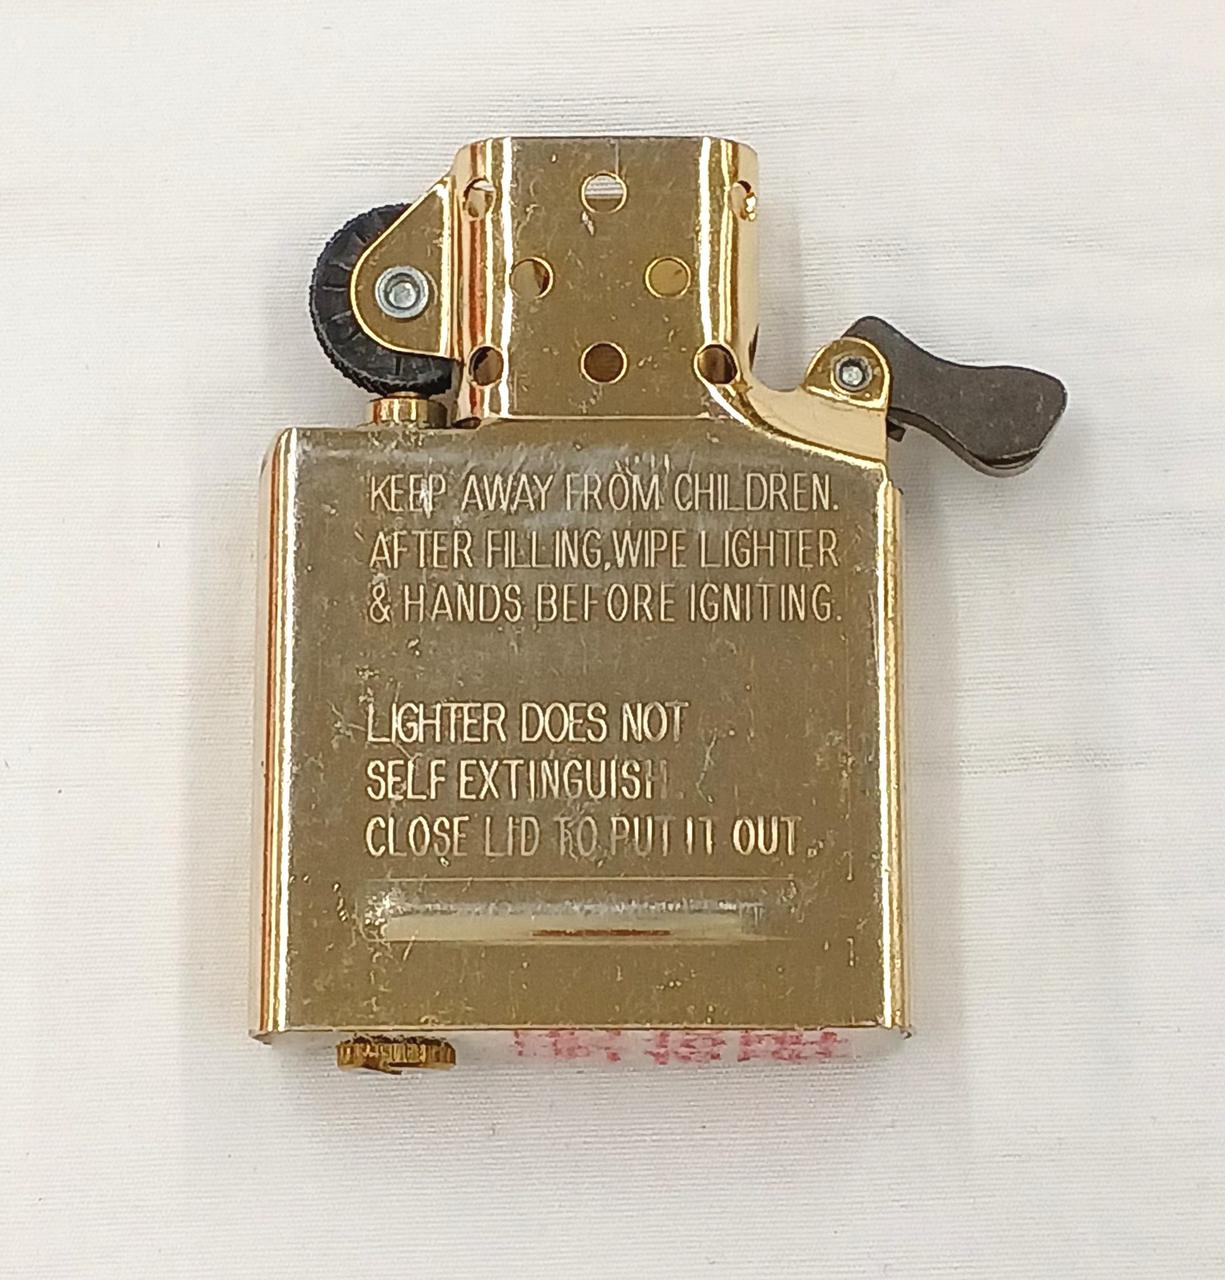 KEEP AWAY FROM CHILDREN.
AFTER FILLING,WIPE LIGHTER
& HANDS BEFORE IGNITING.
LIGHTER DOES NOT
SELF EXTINGUISH.
CLOSE LID TO PUT IT OUT.